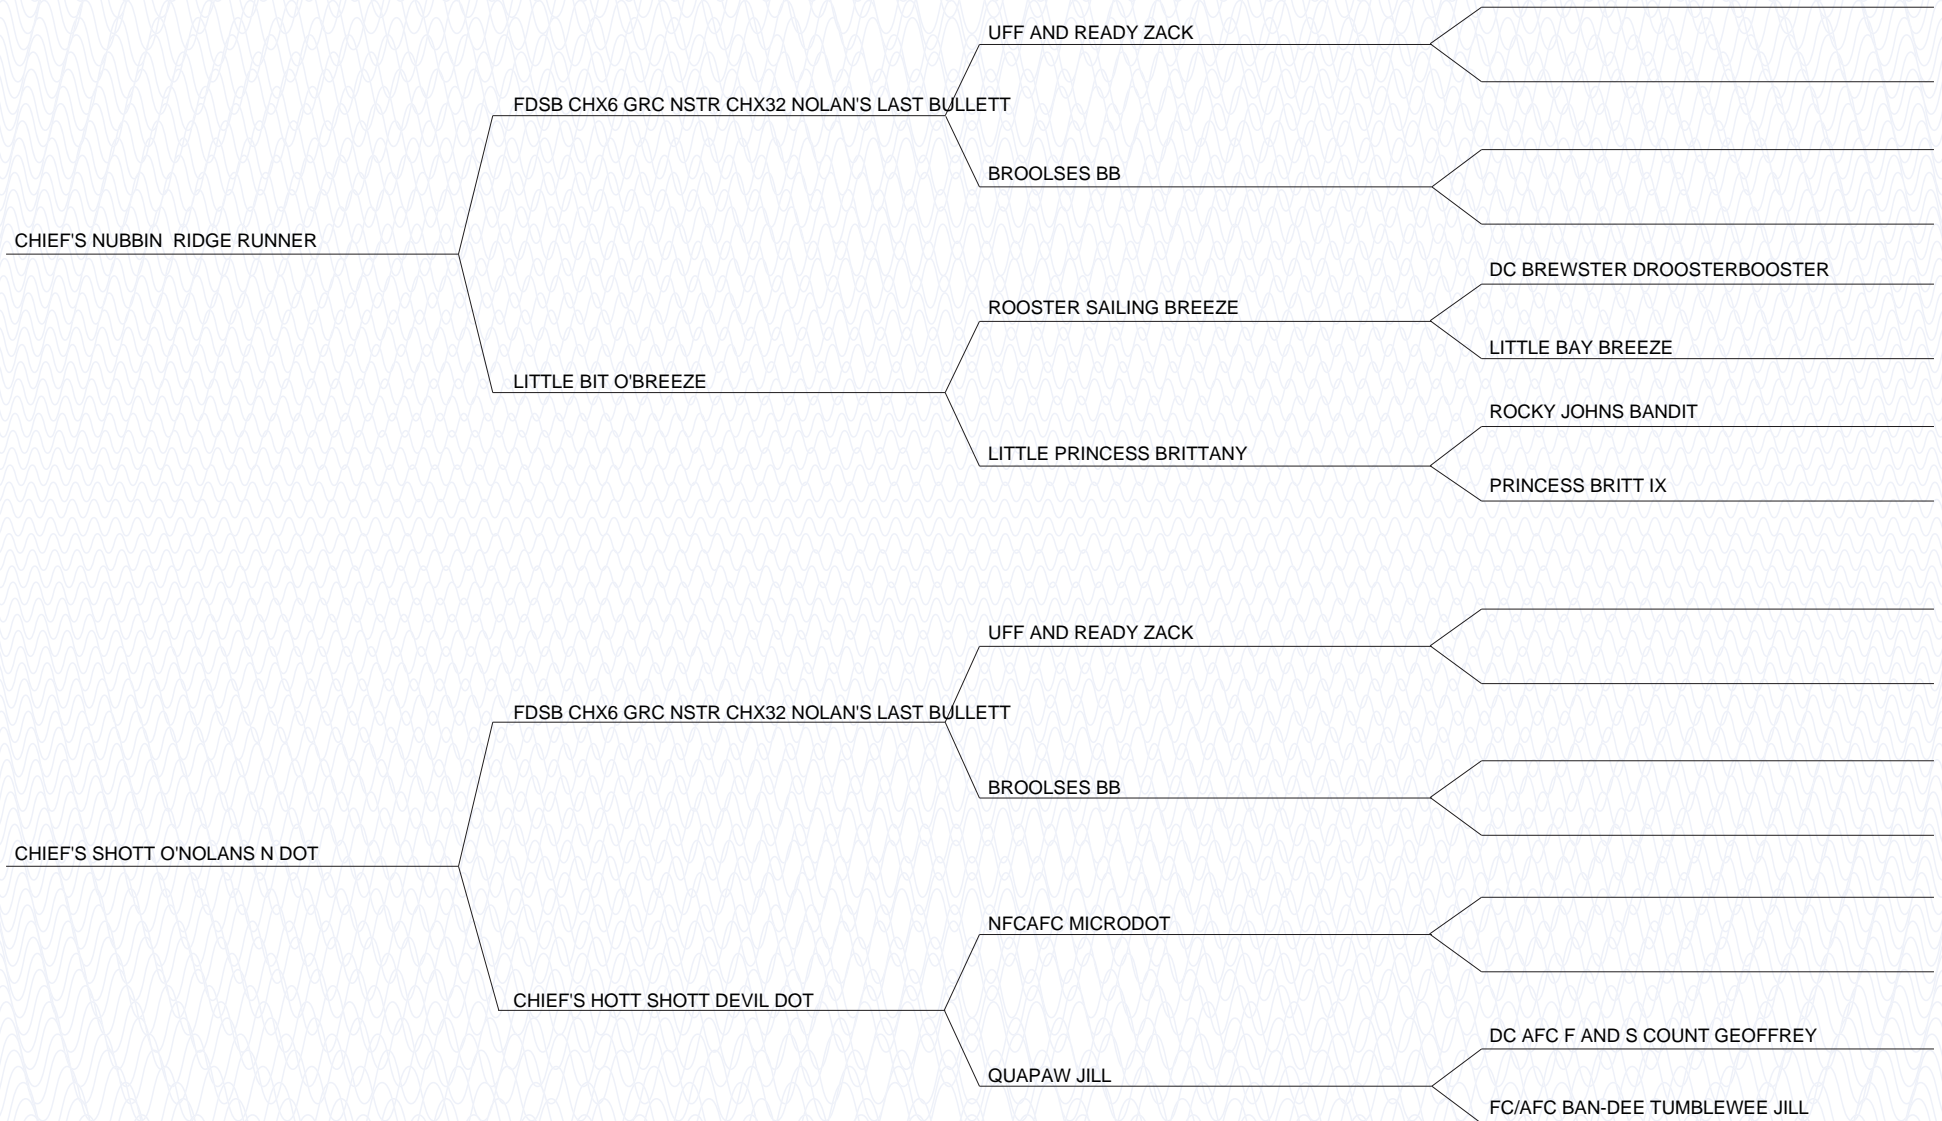 UFF AND READY ZACK
FDSB CHX6 GRC NSTR CHX32 NOLAN'S LAST BULLETT
BROOLSES BB
CHIEF'S NUBBIN  RIDGE RUNNER
DC BREWSTER DROOSTERBOOSTER
ROOSTER SAILING BREEZE
LITTLE BAY BREEZE
LITTLE BIT O'BREEZE
ROCKY JOHNS BANDIT
LITTLE PRINCESS BRITTANY
PRINCESS BRITT IX
UFF AND READY ZACK
FDSB CHX6 GRC NSTR CHX32 NOLAN'S LAST BULLETT
BROOLSES BB
CHIEF'S SHOTT O'NOLANS N DOT
NFCAFC MICRODOT
CHIEF'S HOTT SHOTT DEVIL DOT
DC AFC F AND S COUNT GEOFFREY
QUAPAW JILL
FC/AFC BAN-DEE TUMBLEWEE JILL